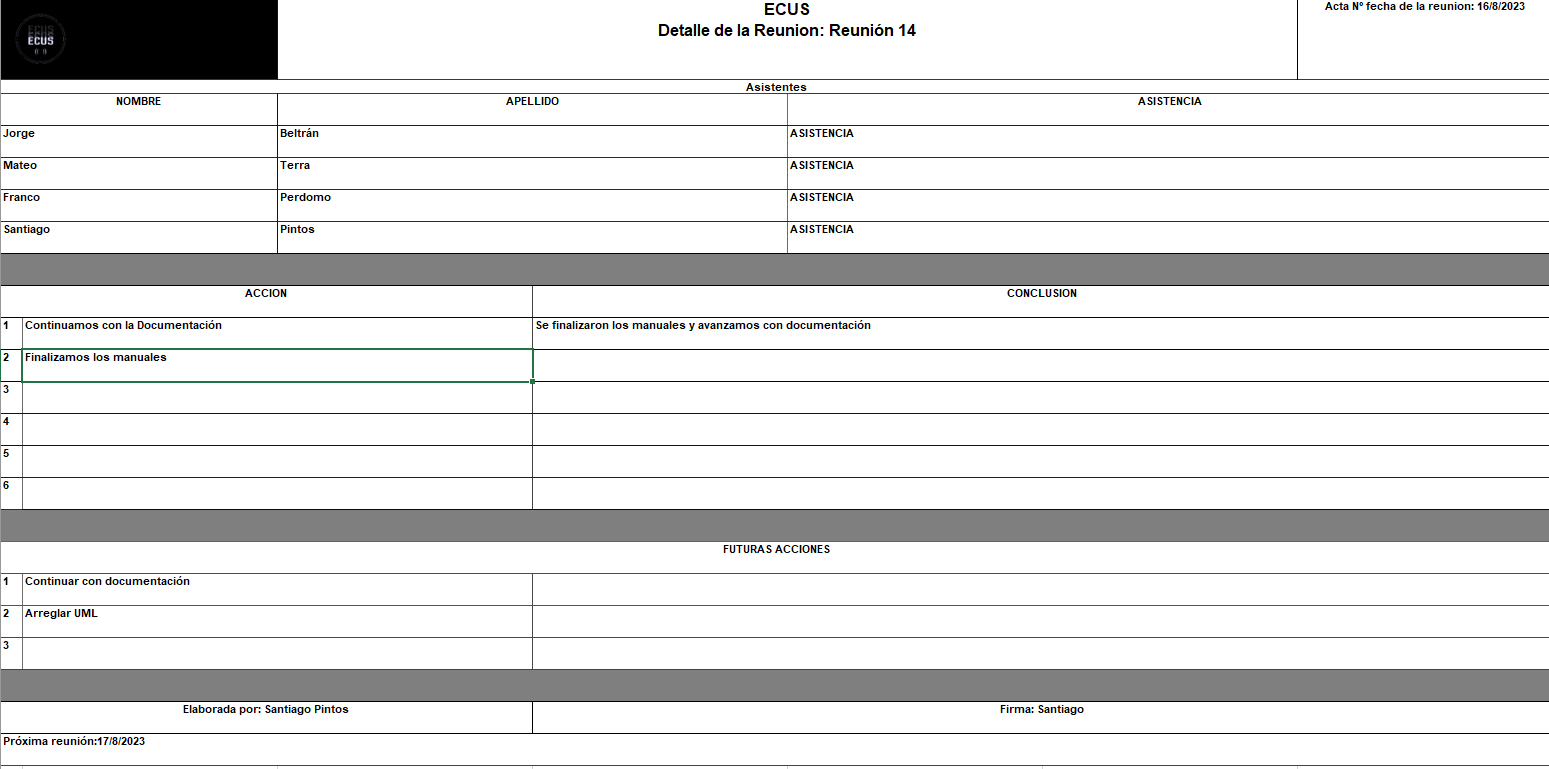 ECUS
ECUS
Detalle de la Reunion: Reunión 14
Acta Nº fecha de la reunion: 16/8/2023
Asistentes
NOMBRE APELLIDO ASISTENCIA
Jorge Beltrán ASISTENCIA
Mateo Terra ASISTENCIA
Franco Perdomo ASISTENCIA
Santiago Pintos ASISTENCIA
ACCION CONCLUSION
1 Continuamos con la Documentación Se finalizaron los manuales y avanzamos con documentación
2 Finalizamos los manuales
3
4
5
6
FUTURAS ACCIONES
1 Continuar con documentación
2 Arreglar UML
3
Elaborada por: Santiago Pintos Firma: Santiago
Próxima reunión:17/8/2023